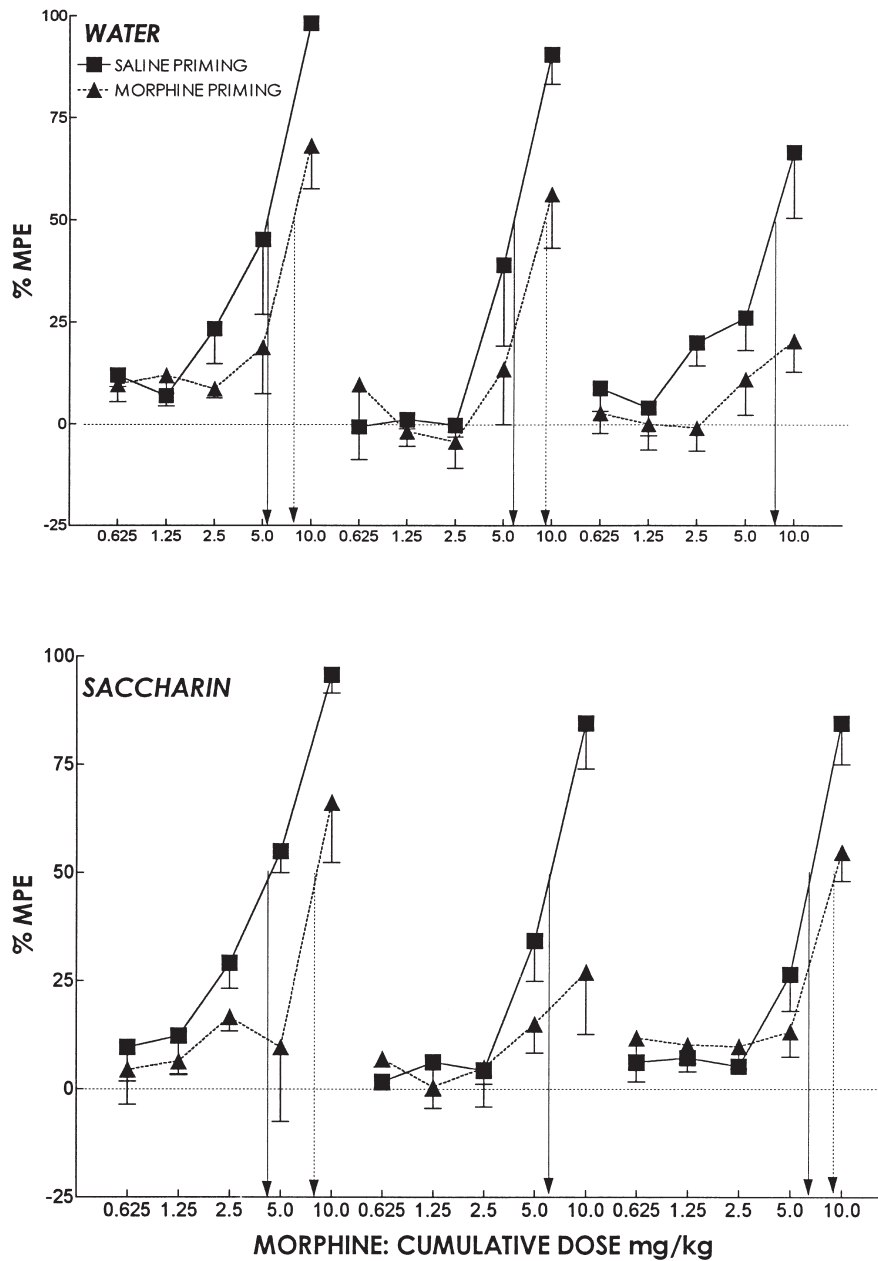 100
WATER
SALINE PRIMING
MORPHINE PRIMING
75
50
% MPE
25
0
-25
0.625 1.25 2.5 5.0 10.0 0.625 1.25 2.5 5.0 10.0 0.625 1.25 2.5 5.0 10.0
100
SACCHARIN
75
50
% MPE
25
0
-25
0.625 1.25 2.5 5.0 10.0 0.625 1.25 2.5 5.0 10.0 0.625 1.25 2.5 5.0 10.0
MORPHINE: CUMULATIVE DOSE mg/kg